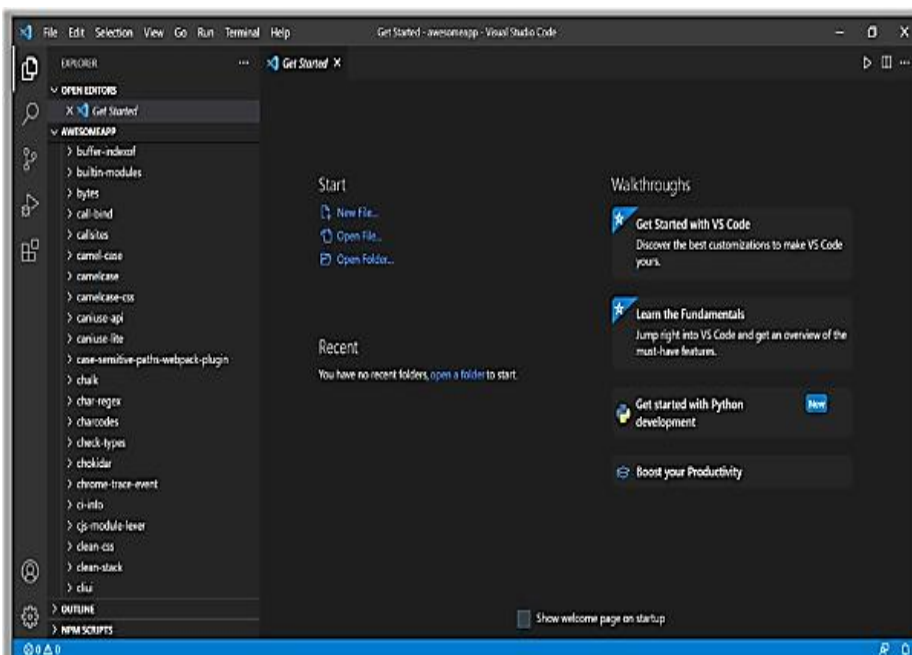 File Edit Selection View Go Run Terminal Help
Get Started - awesomeapp - Visual Studio Code
EXPLORER
OPEN EDITORS
Get Started
AWESOMEAPP
buffer-indexof
builtin-modules
bytes
call-bind
callsites
camel-case
camelcase
camelcase-css
caniuse-api
caniuse-lite
case-sensitive-paths-webpack-plugin
chalk
char-regex
charcodes
check-types
chokidar
chrome-trace-event
ci-info
cjs-module-lexer
clean-css
clean-stack
cliui
OUTLINE
NPM SCRIPTS
0 0
Get Started
Start
New File...
Open File...
Open Folder...
Recent
You have no recent folders, open a folder to start.
Walkthroughs
Get Started with VS Code
Discover the best customizations to make VS Code
yours.
Learn the Fundamentals
Jump right into VS Code and get an overview of the
must-have features.
Get started with Python
development
New
Boost your Productivity
Show welcome page on startup